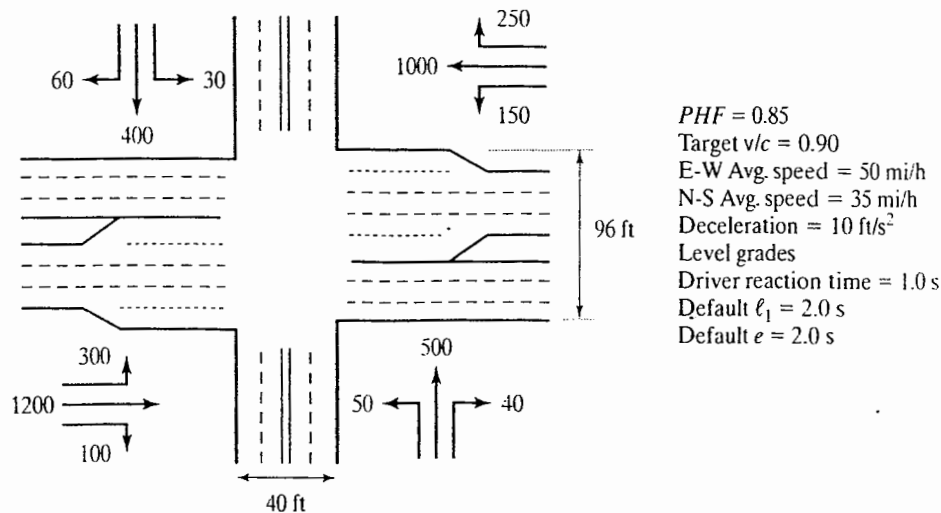 60
30
400
250
1000
150
PHF = 0.85
Target v/c = 0.90
E-W Avg. speed = 50 mi/h
N-S Avg. speed = 35 mi/h
Deceleration = 10 ft/s²
Level grades
Driver reaction time = 1.0 s
Default ℓ₁ = 2.0 s
Default e = 2.0 s
96 ft
300
1200
100
500
50
40
40 ft